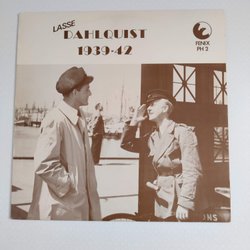 LASSE
DAHLQUIST
1939-42
FENIX
PH 2